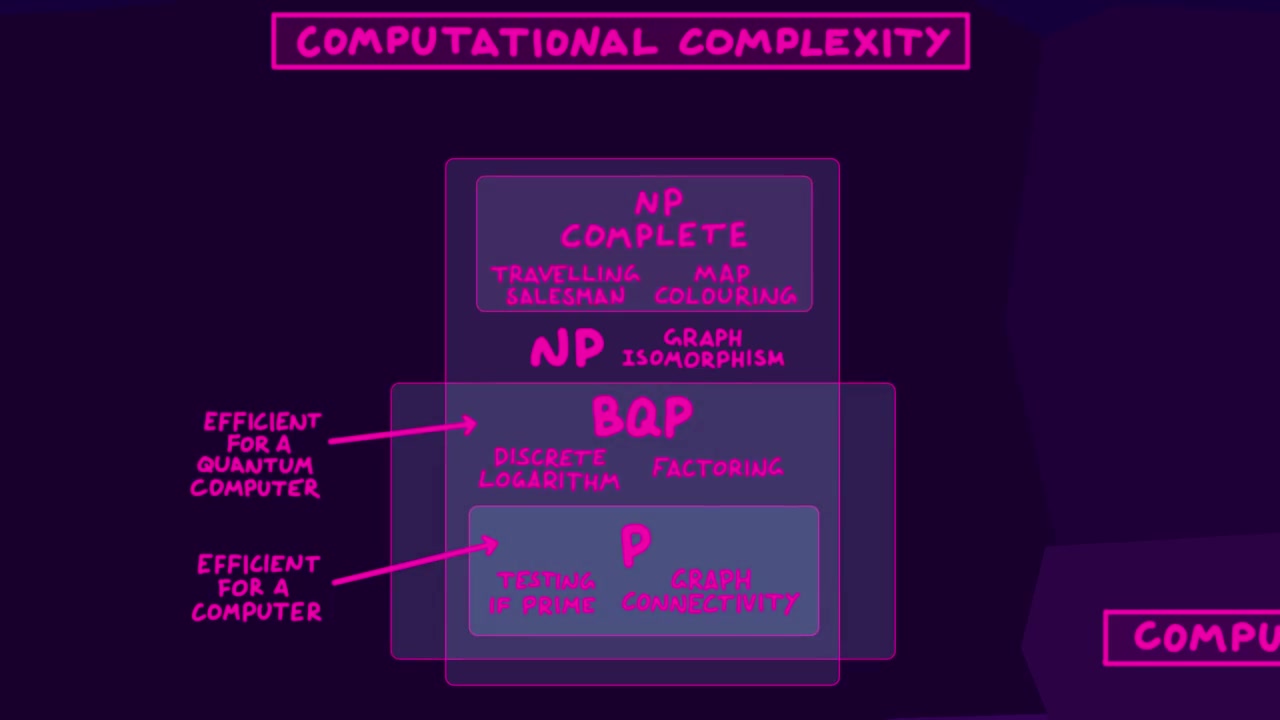 COMPUTATIONAL COMPLEXITY
NP
COMPLETE
TRAVELLING
SALESMAN
MAP
COLOURING
NP
GRAPH
ISOMORPHISM
BQP
DISCRETE
LOGARITHM
FACTORING
EFFICIENT
FOR A
QUANTUM
COMPUTER
P
TESTING
IF PRIME
GRAPH
CONNECTIVITY
EFFICIENT
FOR A
COMPUTER
COMPU